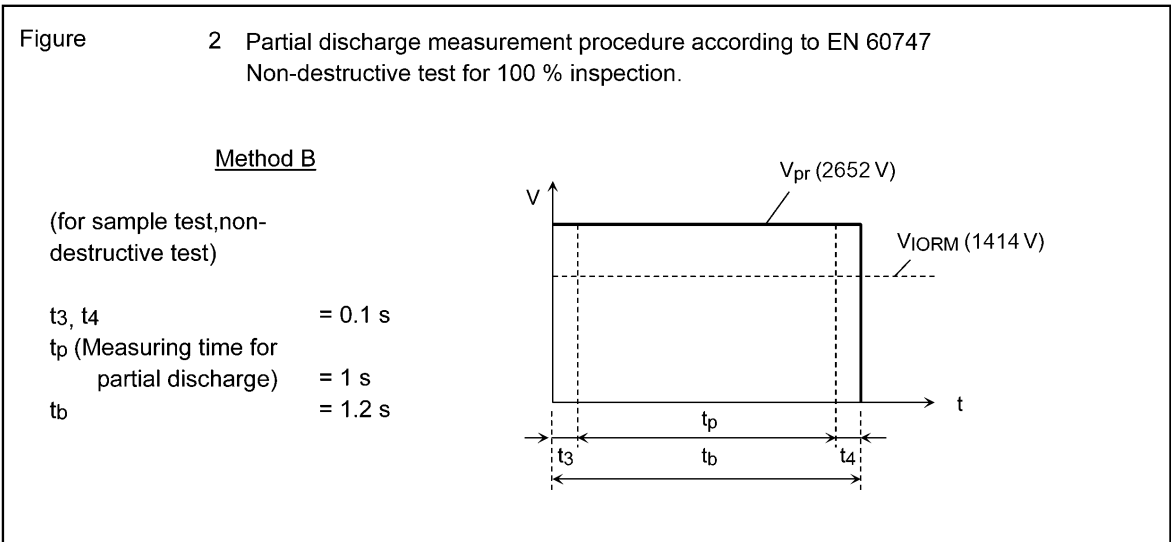 Figure 2 Partial discharge measurement procedure according to EN 60747
Non-destructive test for 100 % inspection.
Method B
(for sample test,non-
destructive test)
t3, t4 = 0.1 s
tp (Measuring time for
partial discharge) = 1 s
tb = 1.2 s
Vpr (2652 V)
V
VIORM (1414 V)
t
tp
t3 tb t4